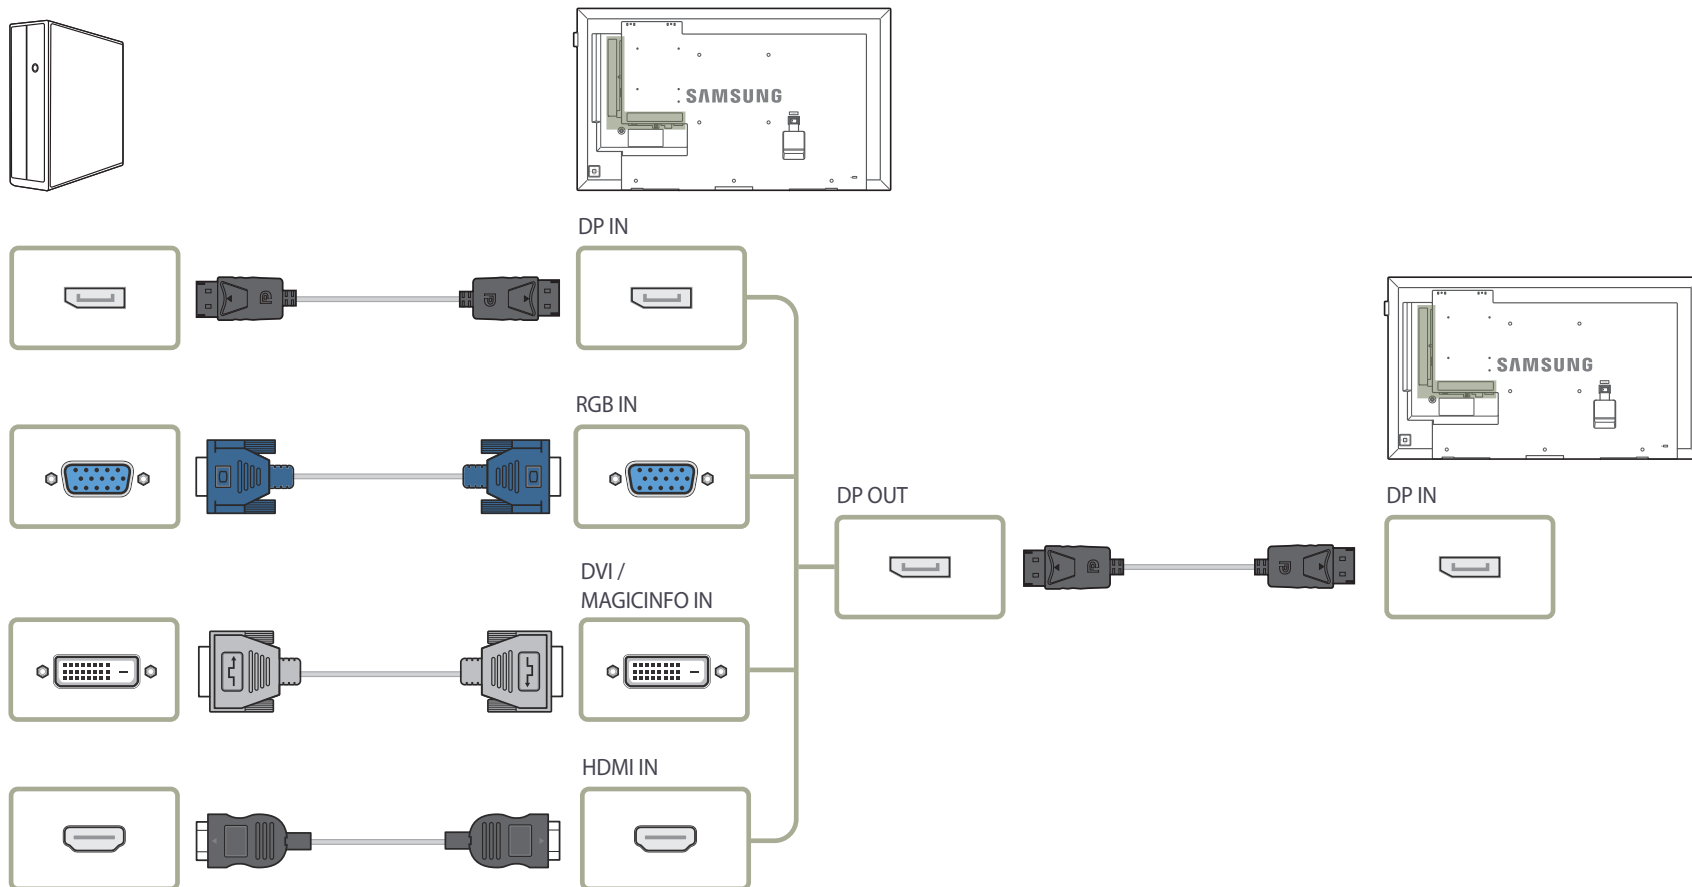 SAMSUNG
DP IN
SAMSUNG
RGB IN
DP OUT
DP IN
DVI /
MAGICINFO IN
HDMI IN